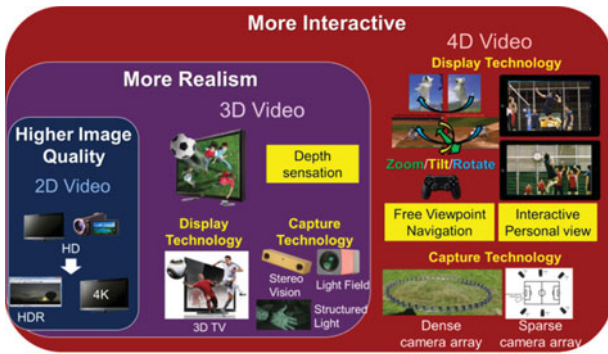 More Interactive
More Realism
Higher Image
Quality
2D Video
HD
HDR
4K
3D Video
Depth
sensation
Display
Technology
3D TV
Capture
Technology
Stereo
Vision
Light Field
Structured
Light
4D Video
Display Technology
Zoom/Tilt/Rotate
Free Viewpoint
Navigation
Interactive
Personal view
Capture Technology
Dense
camera array
Sparse
camera array